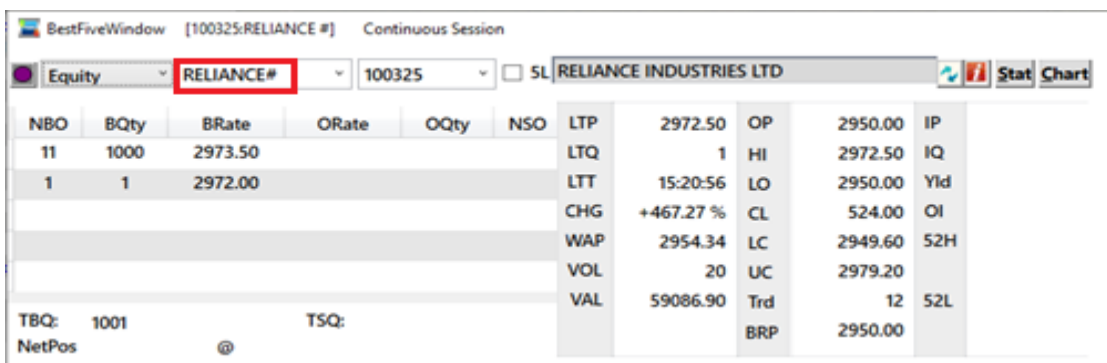 BestFiveWindow [100325:RELIANCE #] Continuous Session
Equity RELIANCE# 100325 5L RELIANCE INDUSTRIES LTD Stat Chart
NBO BQty BRate ORate OQty NSO LTP 2972.50 OP 2950.00 IP
11 1000 2973.50 LTQ 1 HI 2972.50 IQ
1 1 2972.00 LTT 15:20:56 LO 2950.00 Yld
CHG +467.27 % CL 524.00 OI
WAP 2954.34 LC 2949.60 52H
VOL 20 UC 2979.20
VAL 59086.90 Trd 12 52L
TBQ: 1001 TSQ:
BRP 2950.00
NetPos @